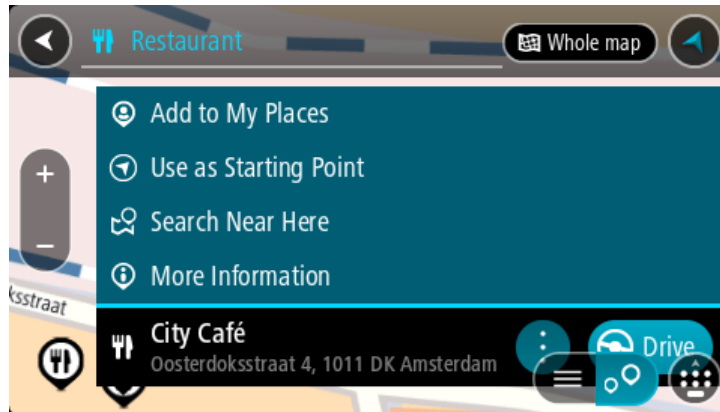 Restaurant
Whole map
Add to My Places
Use as Starting Point
Search Near Here
More Information
ksstraat
City Café
Oosterdoksstraat 4, 1011 DK Amsterdam
Drive